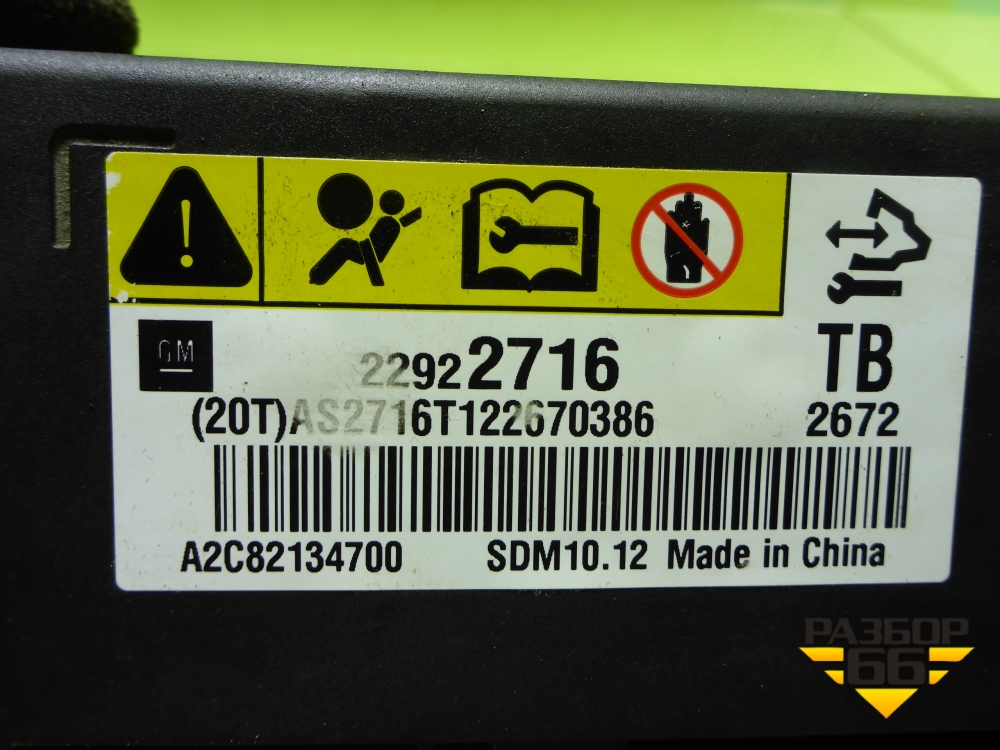 GM
22922716
TB
(20T)AS2716T122670386
2672
A2C82134700
SDM10.12 Made in China
РАЗБОР
66